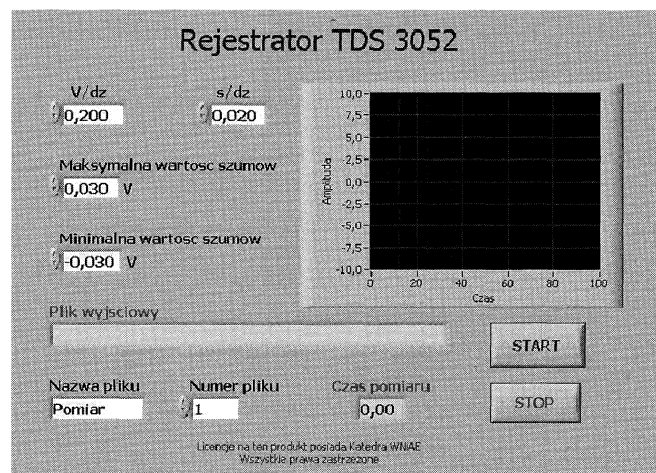 Rejestrator TDS 3052
V/dz
s/dz
0,200
0,020
Maksymalna wartosc szumow
0,030 V
Minimalna wartosc szumow
-0,030 V
10,0
7,5
5,0
2,5
0,0
-2,5
-5,0
-7,5
-10,0
Amplituda
0 20 40 60 80 100
Czas
Plik wyjsciowy
START
Nazwa pliku
Numer pliku
Czas pomiaru
Pomiar
1
0,00
STOP
Licencje na ten produkt posiada Katedra WNiAE
Wszystkie prawa zastrzezone